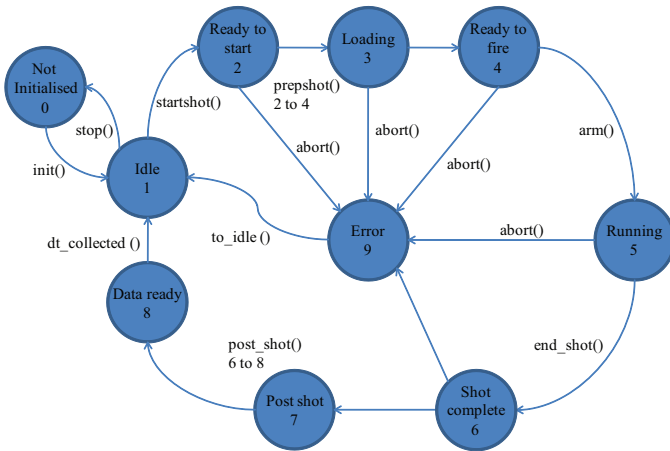 Ready to
start
2
Loading
3
Ready to
fire
4
Not
Initialised
0
prepshot()
2 to 4
startshot()
stop()
abort()
abort()
abort()
arm()
init()
Idle
1
Error
9
Running
5
abort()
to_idle ()
dt_collected ()
Data ready
8
post_shot()
6 to 8
end_shot()
Post shot
7
Shot
complete
6